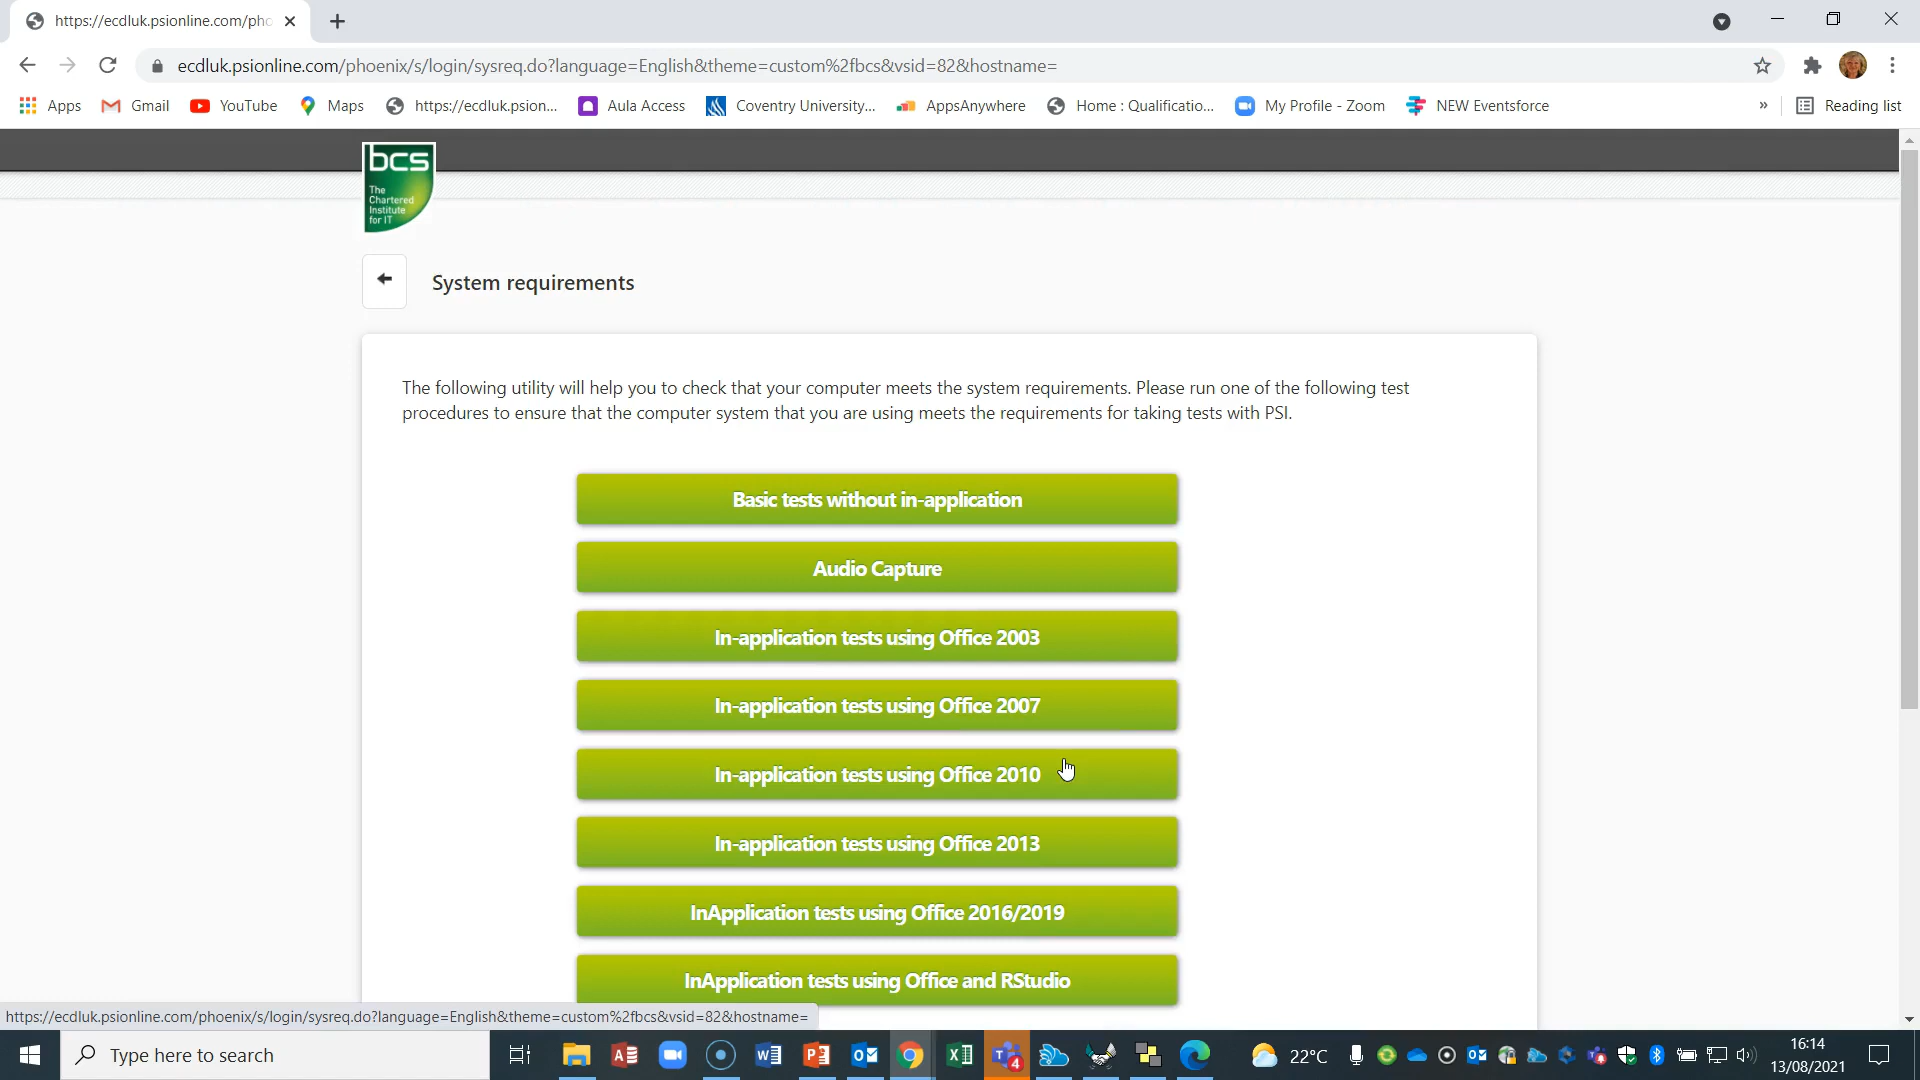 https://ecdluk.psionline.com/pho
ecdluk.psionline.com/phoenix/s/login/sysreq.do?language=English&theme=custom%2fbcs&vsid=82&hostname=
Apps Gmail YouTube Maps https://ecdluk.psion... Aula Access Coventry University... AppsAnywhere Home : Qualificatio... My Profile - Zoom NEW Eventsforce » Reading list
bcs
The
Chartered
Institute
for IT
System requirements
The following utility will help you to check that your computer meets the system requirements. Please run one of the following test
procedures to ensure that the computer system that you are using meets the requirements for taking tests with PSI.
Basic tests without in-application
Audio Capture
In-application tests using Office 2003
In-application tests using Office 2007
In-application tests using Office 2010
In-application tests using Office 2013
InApplication tests using Office 2016/2019
InApplication tests using Office and RStudio
https://ecdluk.psionline.com/phoenix/s/login/sysreq.do?language=English&theme=custom%2fbcs&vsid=82&hostname=
Type here to search
4
22°C
16:14
13/08/2021